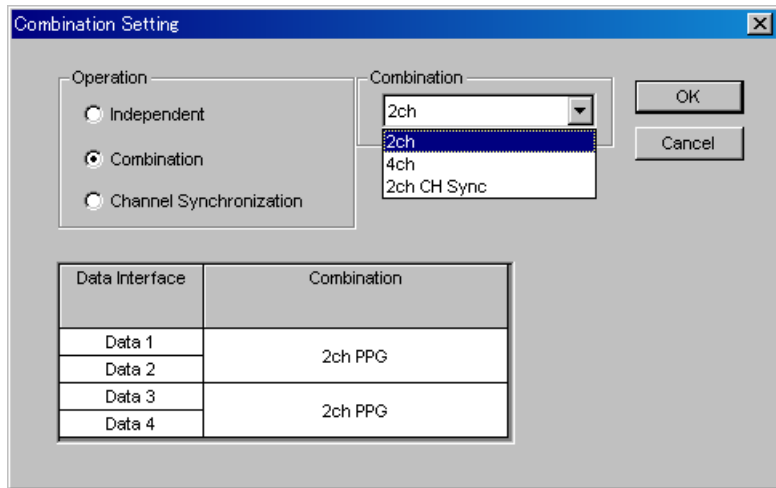 Combination Setting
Operation
Independent
Combination
Channel Synchronization
Combination
2ch
2ch
4ch
2ch CH Sync
OK
Cancel
Data Interface
Combination
Data 1
Data 2
2ch PPG
Data 3
Data 4
2ch PPG